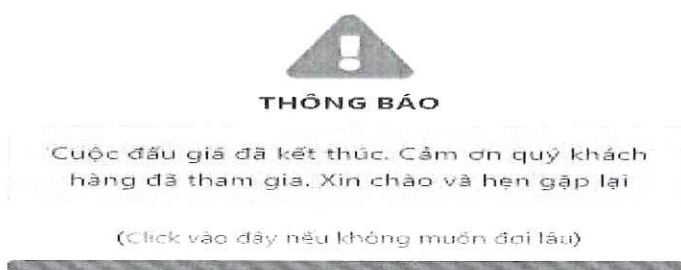 THÔNG BÁO
Cuộc đấu giá đã kết thúc. Cảm ơn quý khách
hàng đã tham gia. Xin chào và hẹn gặp lại
(Click vào đây nếu không muốn đợi lâu)